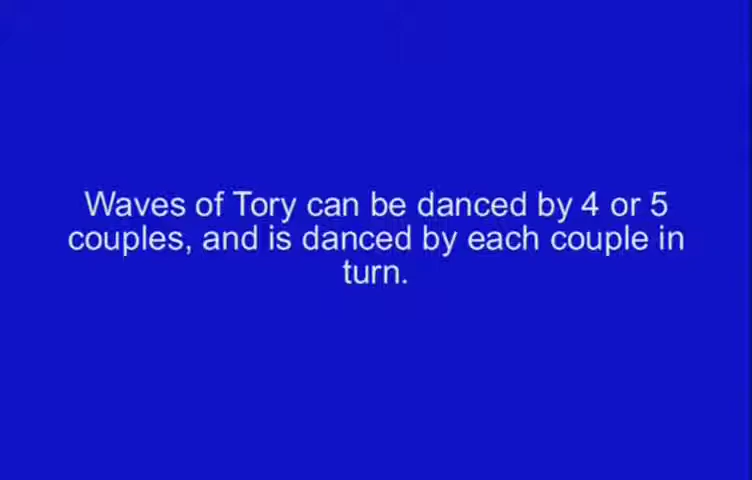 Waves of Tory can be danced by 4 or 5
couples, and is danced by each couple in
turn.